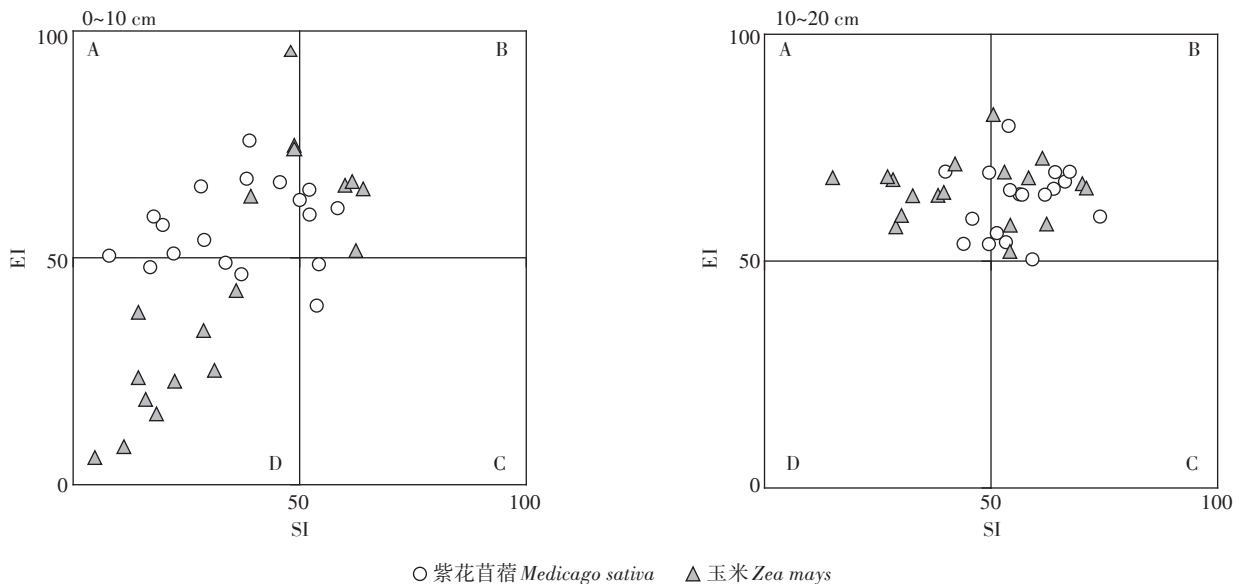 0~10 cm
100
A
B
EI
50
D
C
0
50
100
SI
10~20 cm
100
A
B
EI
50
D
C
0
50
100
SI
紫花苜蓿 Medicago sativa
玉米 Zea mays